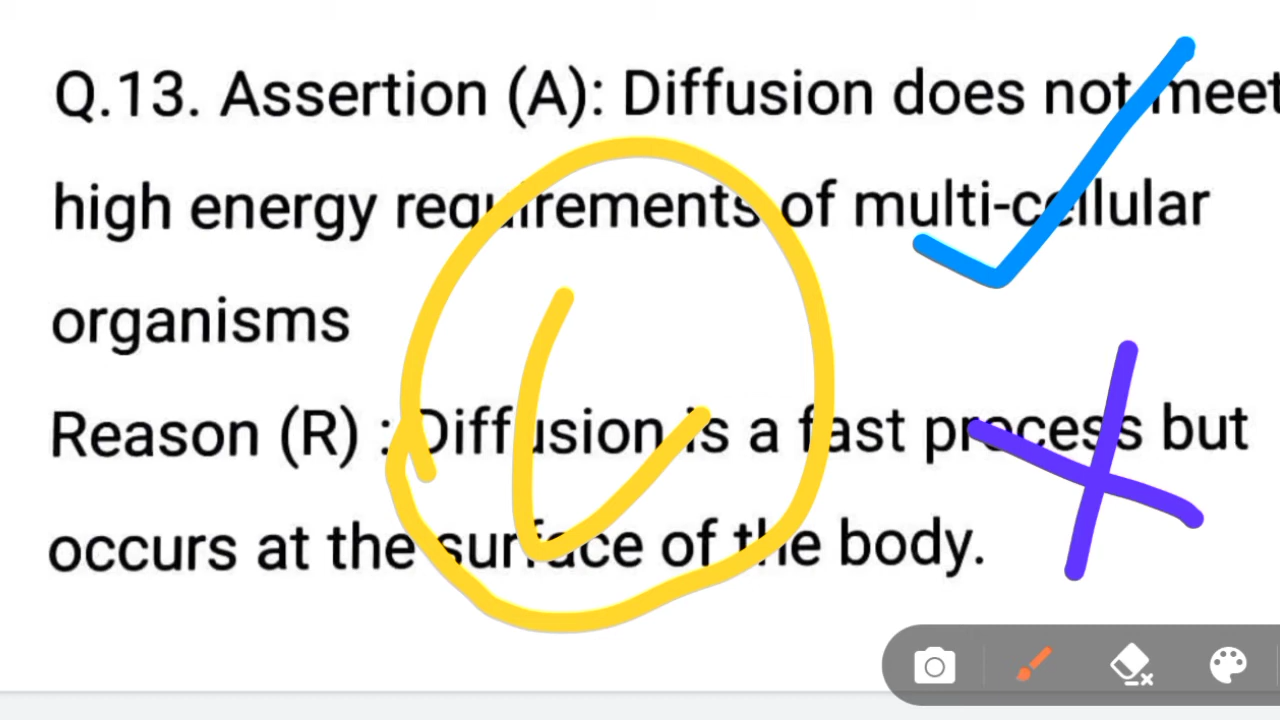 Q.13. Assertion (A): Diffusion does not meet
high energy requirements of multi-cellular
organisms
Reason (R) : Diffusion is a fast process but
occurs at the surface of the body.